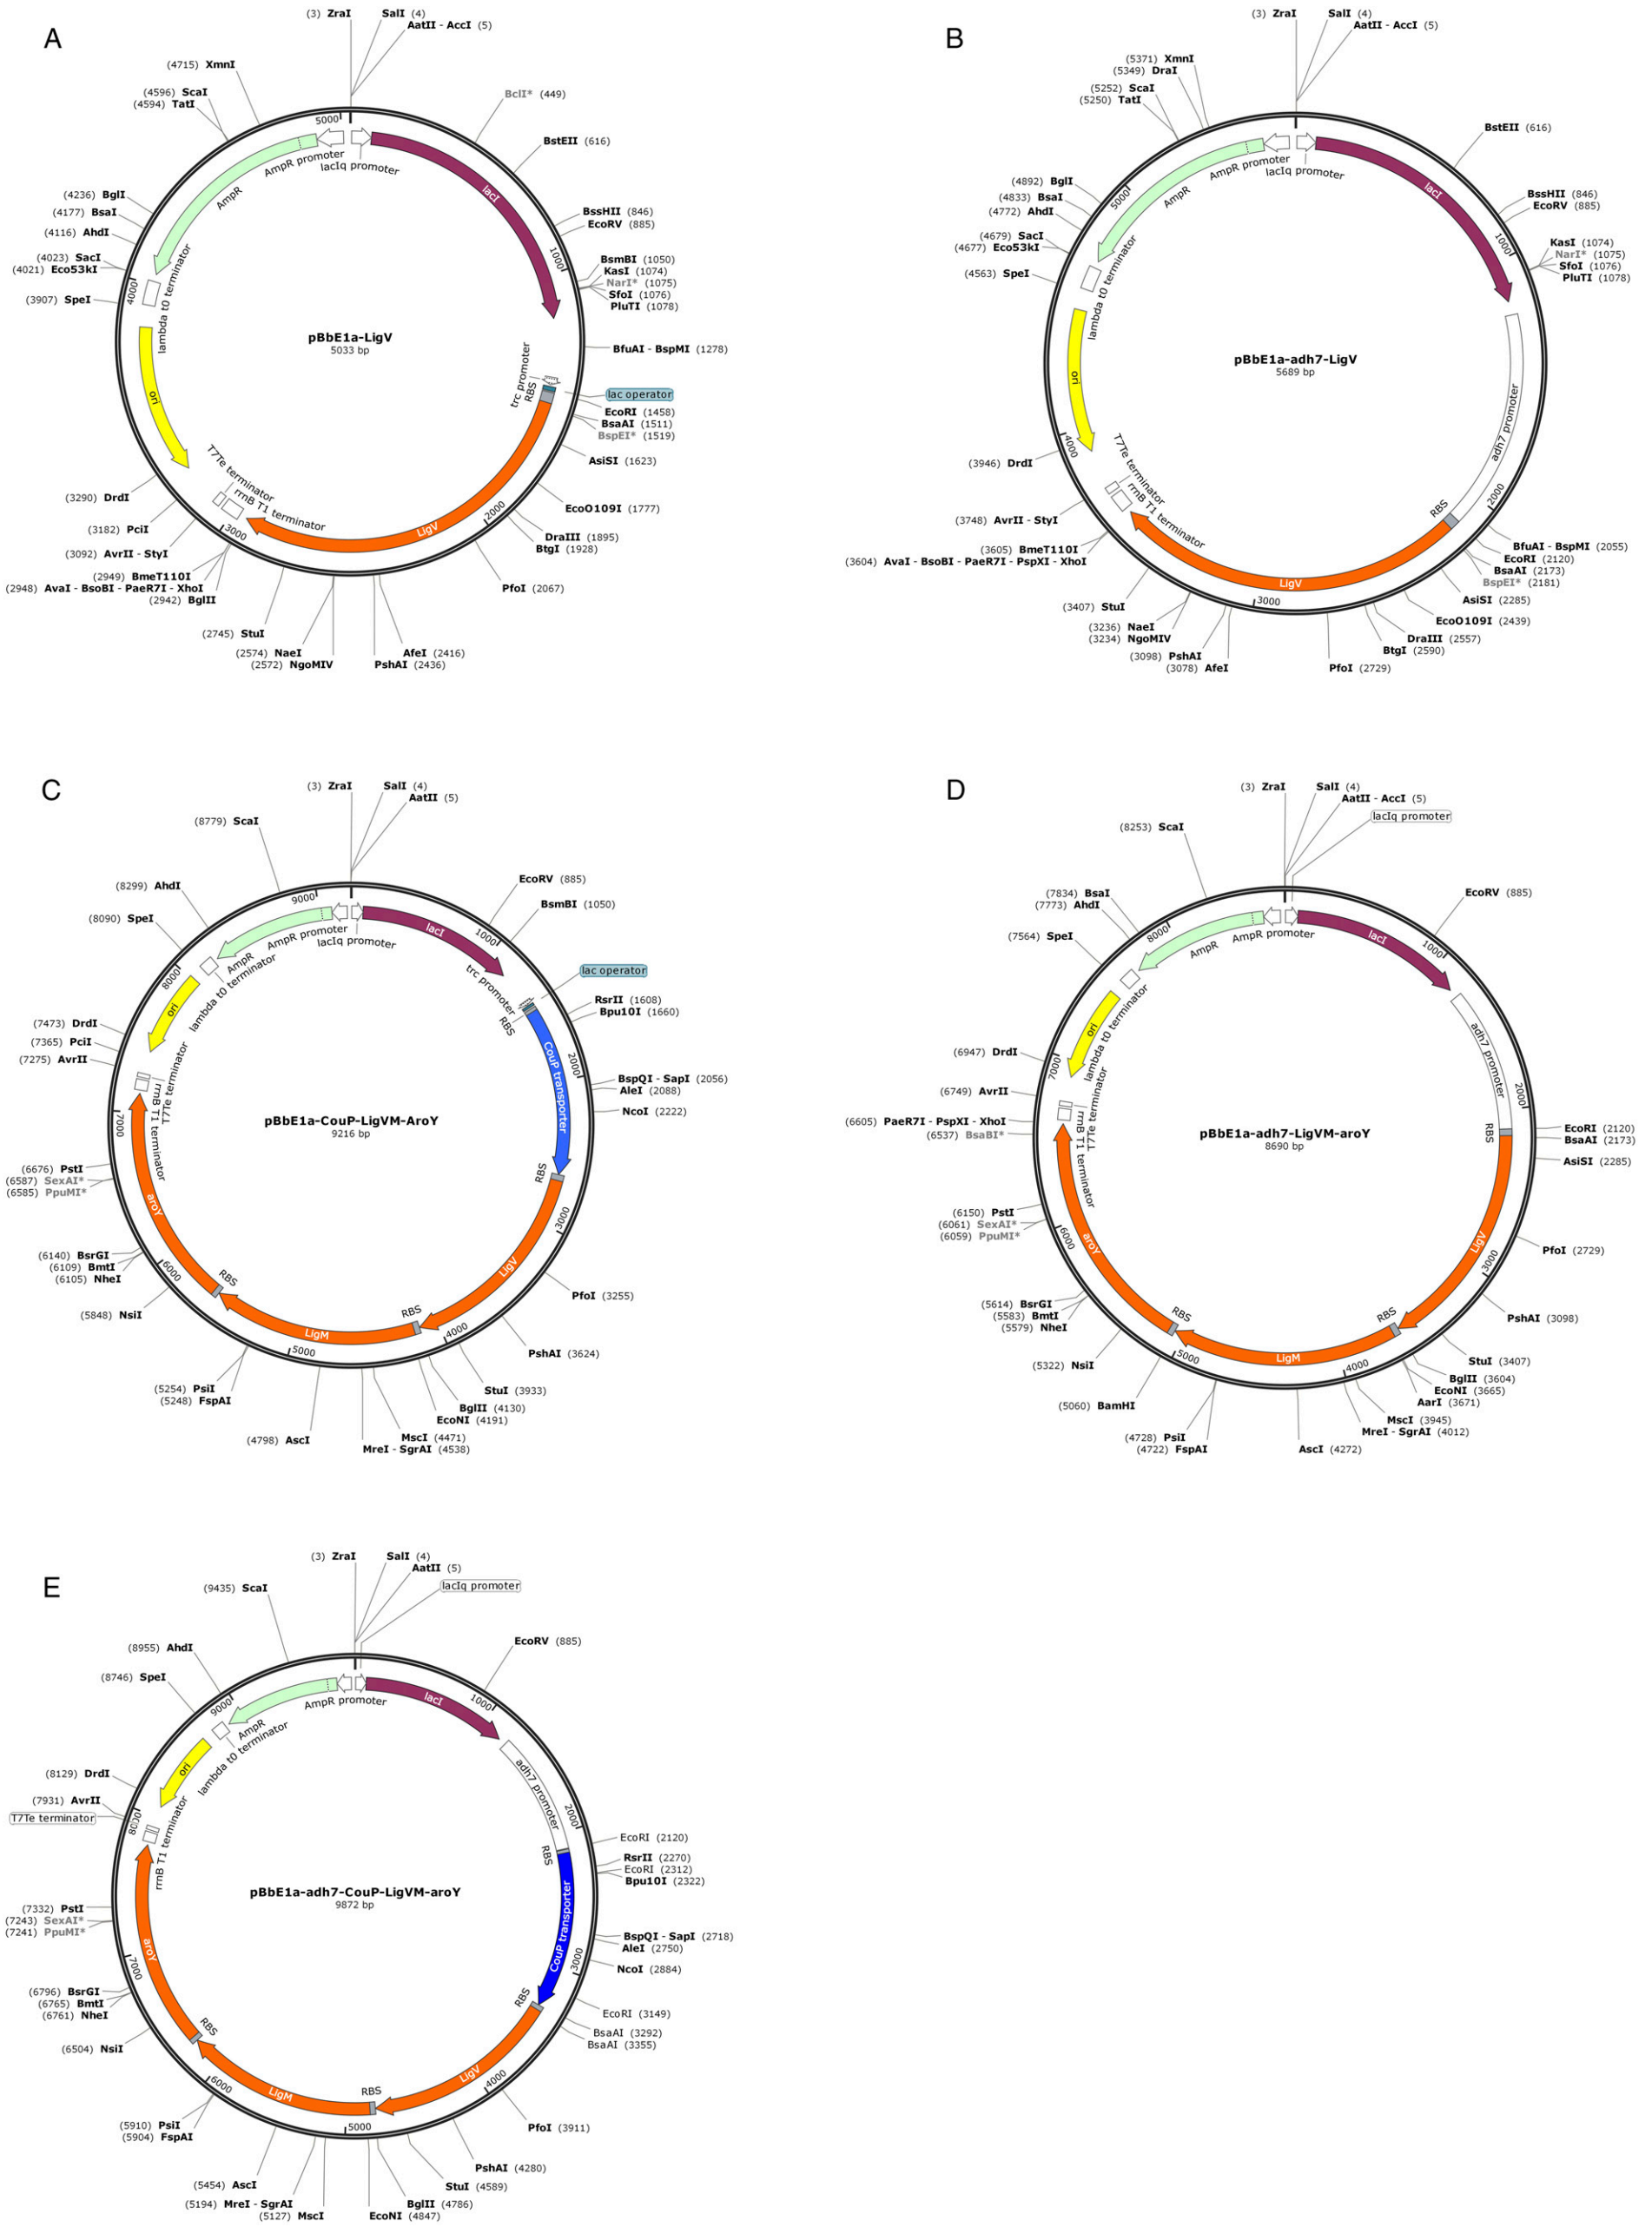 A
(3) ZraI
SalI (4)
AatII - AccI (5)
(4715) XmnI
(4596) ScaI
(4594) TatI
BclI* (449)
BstEII (616)
5000
AmpR promoter
lacIq promoter
AmpR
lacI
(4236) BglI
(4177) BsaI
(4116) AhdI
(4023) SacI
(4021) Eco53kI
(3907) SpeI
BssHII (846)
EcoRV (885)
1000
BsmBI (1050)
KasI (1074)
NarI* (1075)
SfoI (1076)
PluTI (1078)
4000
lambda t0 terminator
pBbE1a-LigV
5033 bp
BfuAI - BspMI (1278)
trc promoter
RBS
lac operator
EcoRI (1458)
BsaAI (1511)
BspEI* (1519)
AsiSI (1623)
ori
T7Te terminator
rrnB T1 terminator
LigV
(3290) DrdI
(3182) PciI
(3092) AvrII - StyI
3000
2000
EcoO109I (1777)
DraIII (1895)
BtgI (1928)
(2949) BmeT110I
(2948) AvaI - BsoBI - PaeR7I - XhoI
(2942) BglII
PfoI (2067)
(2745) StuI
(2574) NaeI
(2572) NgoMIV
AfeI (2416)
PshAI (2436)
B
(3) ZraI
SalI (4)
AatII - AccI (5)
(5371) XmnI
(5349) DraI
(5252) ScaI
(5250) TatI
BstEII (616)
AmpR promoter
lacIq promoter
AmpR
lacI
(4892) BglI
(4833) BsaI
(4772) AhdI
5000
(4679) SacI
(4677) Eco53kI
(4563) SpeI
BssHII (846)
EcoRV (885)
1000
KasI (1074)
NarI* (1075)
SfoI (1076)
PluTI (1078)
lambda t0 terminator
pBbE1a-adh7-LigV
5689 bp
ori
adh7 promoter
4000
T7Te terminator
rrnB T1 terminator
RBS
2000
(3946) DrdI
(3748) AvrII - StyI
(3605) BmeT110I
(3604) AvaI - BsoBI - PaeR7I - PspXI - XhoI
LigV
3000
BfuAI - BspMI (2055)
EcoRI (2120)
BsaAI (2173)
BspEI* (2181)
AsiSI (2285)
EcoO109I (2439)
DraIII (2557)
BtgI (2590)
(3407) StuI
(3236) NaeI
(3234) NgoMIV
(3098) PshAI
(3078) AfeI
PfoI (2729)
C
(3) ZraI
SalI (4)
AatII (5)
(8779) ScaI
(8299) AhdI
(8090) SpeI
EcoRV (885)
BsmBI (1050)
9000
AmpR promoter
lacIq promoter
AmpR
lacI
1000
8000
lambda t0 terminator
ori
trc promoter
RBS
lac operator
RsrII (1608)
Bpu10I (1660)
(7473) DrdI
(7365) PciI
(7275) AvrII
2000
CouP transporter
BspQI - SapI (2056)
AleI (2088)
NcoI (2222)
7000
T7Te terminator
rrnB T1 terminator
pBbE1a-CouP-LigVM-AroY
9216 bp
(6676) PstI
(6587) SexAI*
(6585) PpuMI*
RBS
aroY
3000
LigV
(6140) BsrGI
(6109) BmtI
(6105) NheI
6000
RBS
RBS
LigM
PfoI (3255)
(5848) NsiI
5000
4000
PshAI (3624)
(5254) PsiI
(5248) FspAI
StuI (3933)
BglII (4130)
EcoNI (4191)
(4798) AscI
MscI (4471)
MreI - SgrAI (4538)
D
(3) ZraI
SalI (4)
AatII - AccI (5)
lacIq promoter
(8253) ScaI
(7834) BsaI
(7773) AhdI
(7564) SpeI
EcoRV (885)
8000
AmpR
AmpR promoter
lacI
1000
lambda t0 terminator
ori
adh7 promoter
(6947) DrdI
7000
(6749) AvrII
(6605) PaeR7I - PspXI - XhoI
(6537) BsaBI*
T7Te terminator
rrnB T1 terminator
pBbE1a-adh7-LigVM-aroY
8690 bp
2000
RBS
EcoRI (2120)
BsaAI (2173)
AsiSI (2285)
(6150) PstI
(6061) SexAI*
(6059) PpuMI*
6000
aroY
LigV
3000
PfoI (2729)
(5614) BsrGI
(5583) BmtI
(5579) NheI
RBS
RBS
LigM
PshAI (3098)
(5322) NsiI
5000
4000
StuI (3407)
BglII (3604)
EcoNI (3665)
AarI (3671)
(5060) BamHI
MscI (3945)
MreI - SgrAI (4012)
(4728) PsiI
(4722) FspAI
AscI (4272)
E
(3) ZraI
SalI (4)
AatII (5)
lacIq promoter
(9435) ScaI
(8955) AhdI
(8746) SpeI
EcoRV (885)
9000
AmpR promoter
AmpR
lacI
1000
lambda t0 terminator
ori
adh7 promoter
(8129) DrdI
(7931) AvrII
T7Te terminator
8000
rrnB T1 terminator
2000
RBS
EcoRI (2120)
RsrII (2270)
EcoRI (2312)
Bpu10I (2322)
pBbE1a-adh7-CouP-LigVM-aroY
9872 bp
CouP transporter
(7332) PstI
(7243) SexAI*
(7241) PpuMI*
BspQI - SapI (2718)
AleI (2750)
NcoI (2884)
aroY
7000
3000
RBS
(6796) BsrGI
(6765) BmtI
(6761) NheI
EcoRI (3149)
BsaAI (3292)
BsaAI (3355)
(6504) NsiI
RBS
6000
LigM
RBS
LigV
4000
5000
(5910) PsiI
(5904) FspAI
PfoI (3911)
PshAI (4280)
(5454) AscI
(5194) MreI - SgrAI
(5127) MscI
StuI (4589)
BglII (4786)
EcoNI (4847)